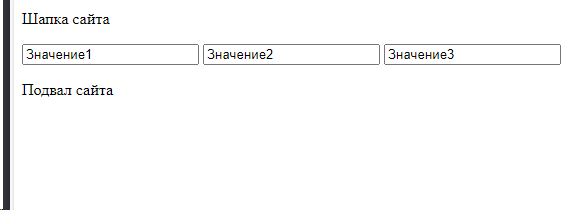 Шапка сайта
Значение1 Значение2 Значение3
Подвал сайта